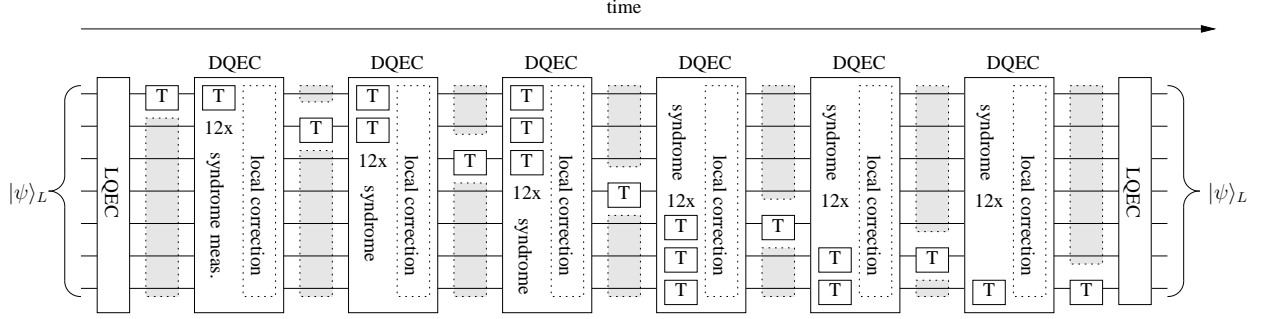 time
|ψ⟩L
LQEC
T
DQEC
T
12x
syndrome meas.
local correction
T
DQEC
T
T
12x
syndrome
local correction
T
DQEC
T
T
T
12x
syndrome
local correction
T
DQEC
syndrome
12x
T
T
T
local correction
T
DQEC
syndrome
12x
T
T
local correction
T
DQEC
syndrome
12x
T
local correction
T
LQEC
|ψ⟩L